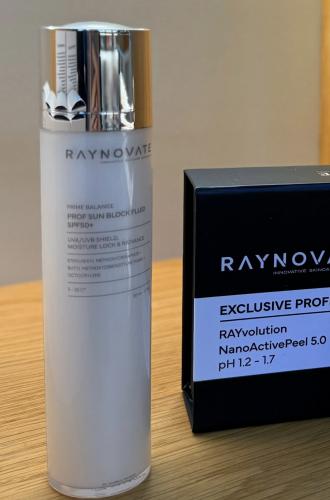 RAYNOVATE
PRIME BALANCE
PROF SUN BLOCK FLUID
SPF50+
UVA/UVB SHIELD,
MOISTURE LOCK & RADIANCE
RAYNOVA
INNOVATIVE SKINCA
EXCLUSIVE PROF
RAYvolution
NanoActivePeel 5.0
pH 1.2 - 1.7